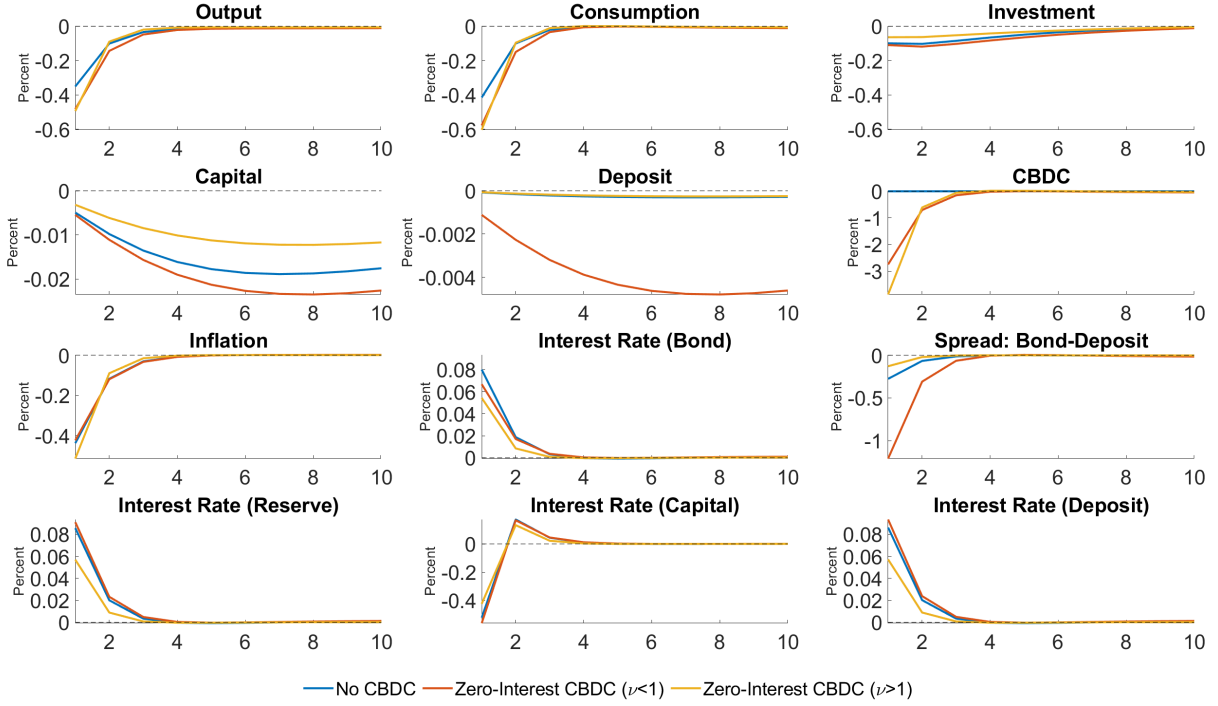 Output
Consumption
Investment
Percent
0
-0.2
-0.4
-0.6
2 4 6 8 10
Percent
0
-0.2
-0.4
-0.6
2 4 6 8 10
Percent
0
-0.2
-0.4
-0.6
2 4 6 8 10
Capital
Deposit
CBDC
Percent
0
-0.01
-0.02
2 4 6 8 10
Percent
0
-0.002
-0.004
2 4 6 8 10
Percent
0
-1
-2
-3
2 4 6 8 10
Inflation
Interest Rate (Bond)
Spread: Bond-Deposit
Percent
0
-0.2
-0.4
2 4 6 8 10
Percent
0.08
0.06
0.04
0.02
0
2 4 6 8 10
Percent
0
-0.5
-1
2 4 6 8 10
Interest Rate (Reserve)
Interest Rate (Capital)
Interest Rate (Deposit)
Percent
0.08
0.06
0.04
0.02
0
2 4 6 8 10
Percent
0
-0.2
-0.4
2 4 6 8 10
Percent
0.08
0.06
0.04
0.02
0
2 4 6 8 10
No CBDC Zero-Interest CBDC (ν<1) Zero-Interest CBDC (ν>1)